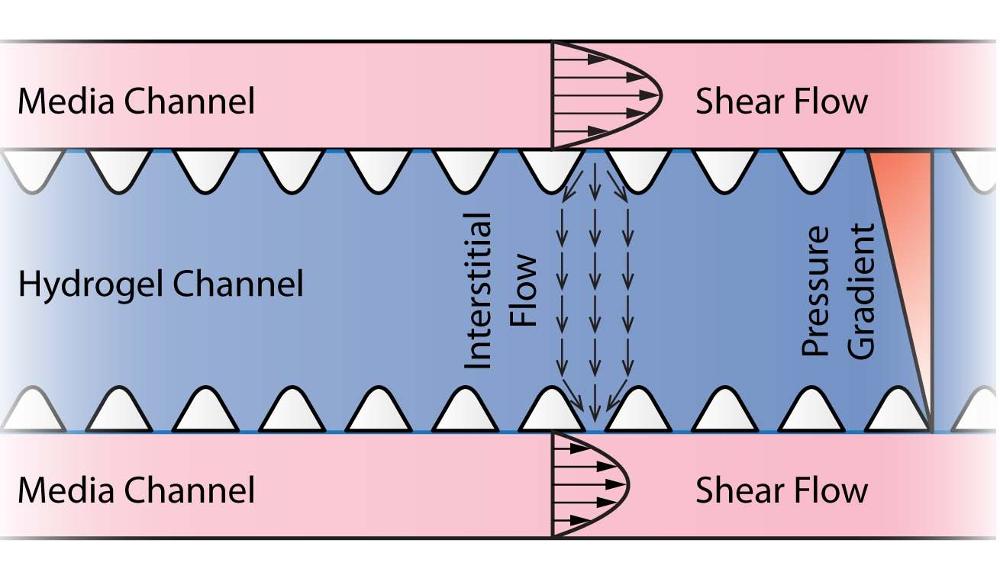 Media Channel
Shear Flow
Hydrogel Channel
Interstitial
Flow
Pressure
Gradient
Media Channel
Shear Flow